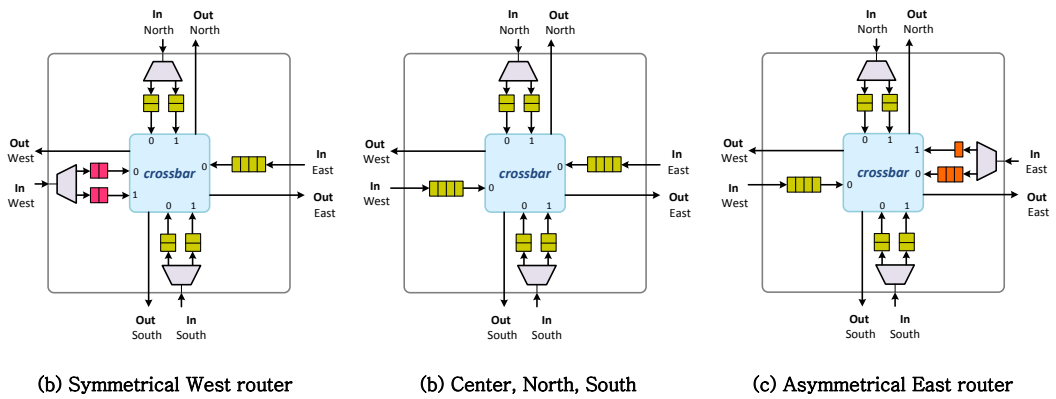 In
North
Out
North
0 1
Out
West
In
West
0
1
crossbar
0
In
East
Out
East
0 1
Out
South
In
South
(b) Symmetrical West router
In
North
Out
North
0 1
Out
West
In
West
0
crossbar
0
In
East
Out
East
0 1
Out
South
In
South
(b) Center, North, South
In
North
Out
North
0 1
Out
West
In
West
0
crossbar
1
0
In
East
Out
East
0 1
Out
South
In
South
(c) Asymmetrical East router